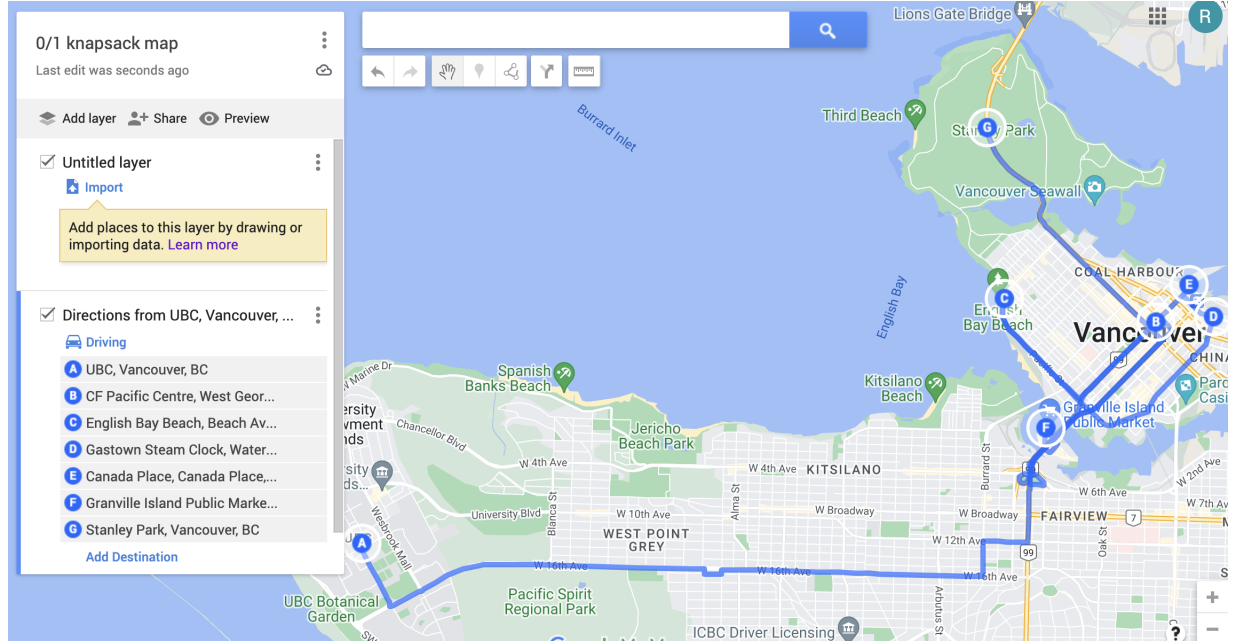 0/1 knapsack map
Last edit was seconds ago
Add layer
Share
Preview
Untitled layer
Import
Add places to this layer by drawing or
importing data. Learn more
Directions from UBC, Vancouver, ...
Driving
A UBC, Vancouver, BC
B CF Pacific Centre, West Geor...
C English Bay Beach, Beach Av...
D Gastown Steam Clock, Water...
E Canada Place, Canada Place,...
F Granville Island Public Marke...
G Stanley Park, Vancouver, BC
Add Destination
R
Lions Gate Bridge
Burrard Inlet
Third Beach
G
Vancouver Seawall
COAL HARBOUR
E
C
B
D
English Bay
Bay Beach
Vancouver
99
Spanish
Banks Beach
Kitsilano
Beach
Granville Island
Public Market
F
Jericho
Beach Park
Marine Dr
Chancellor Blvd
W 4th Ave
W 4th Ave
KITSILANO
Burrard St
W 2nd Ave
W 6th Ave
W 7th Av
University Blvd
Blanca St
W 10th Ave
Alma St
W Broadway
W Broadway
FAIRVIEW
7
Wesbrook Mall
WEST POINT
GREY
W 12th Ave
99
Oak St
A
W 16th Ave
W 16th Ave
W 16th Ave
UBC Botanical
Garden
Pacific Spirit
Regional Park
Arbutus St
ICBC Driver Licensing
SW
?
+
−